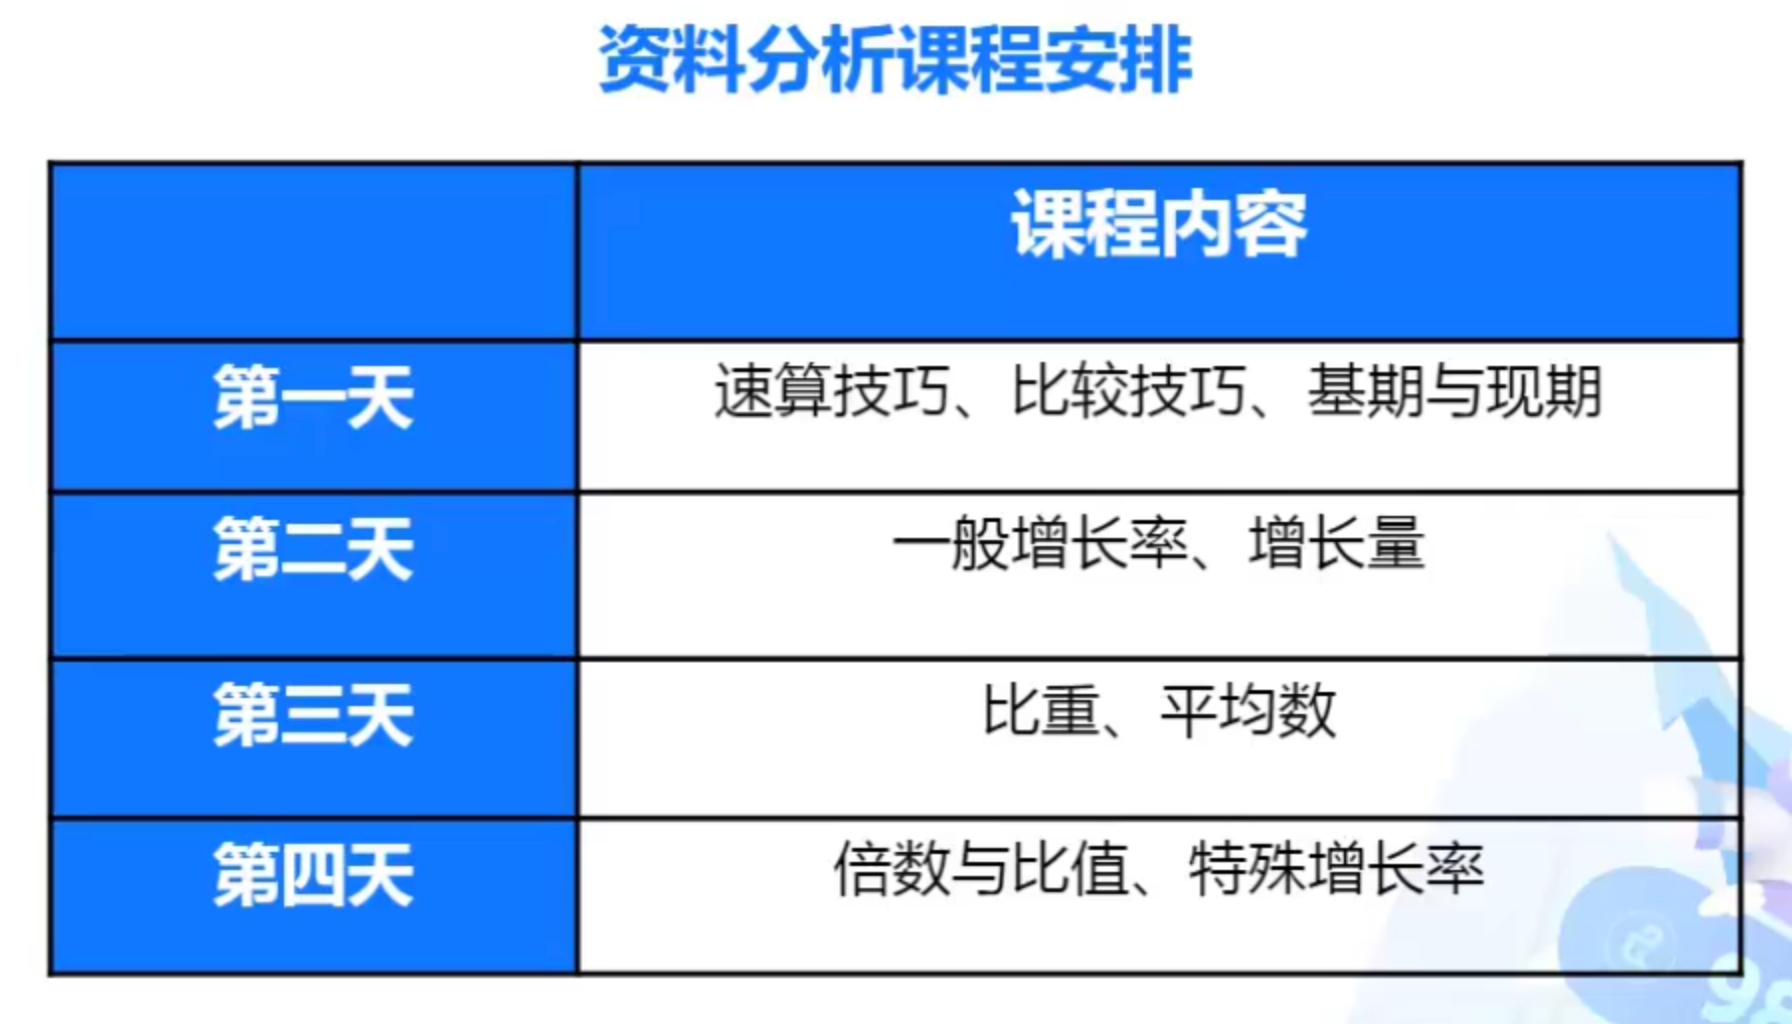 资料分析课程安排
课程内容
第一天
速算技巧、比较技巧、基期与现期
第二天
一般增长率、增长量
第三天
比重、平均数
第四天
倍数与比值、特殊增长率
98